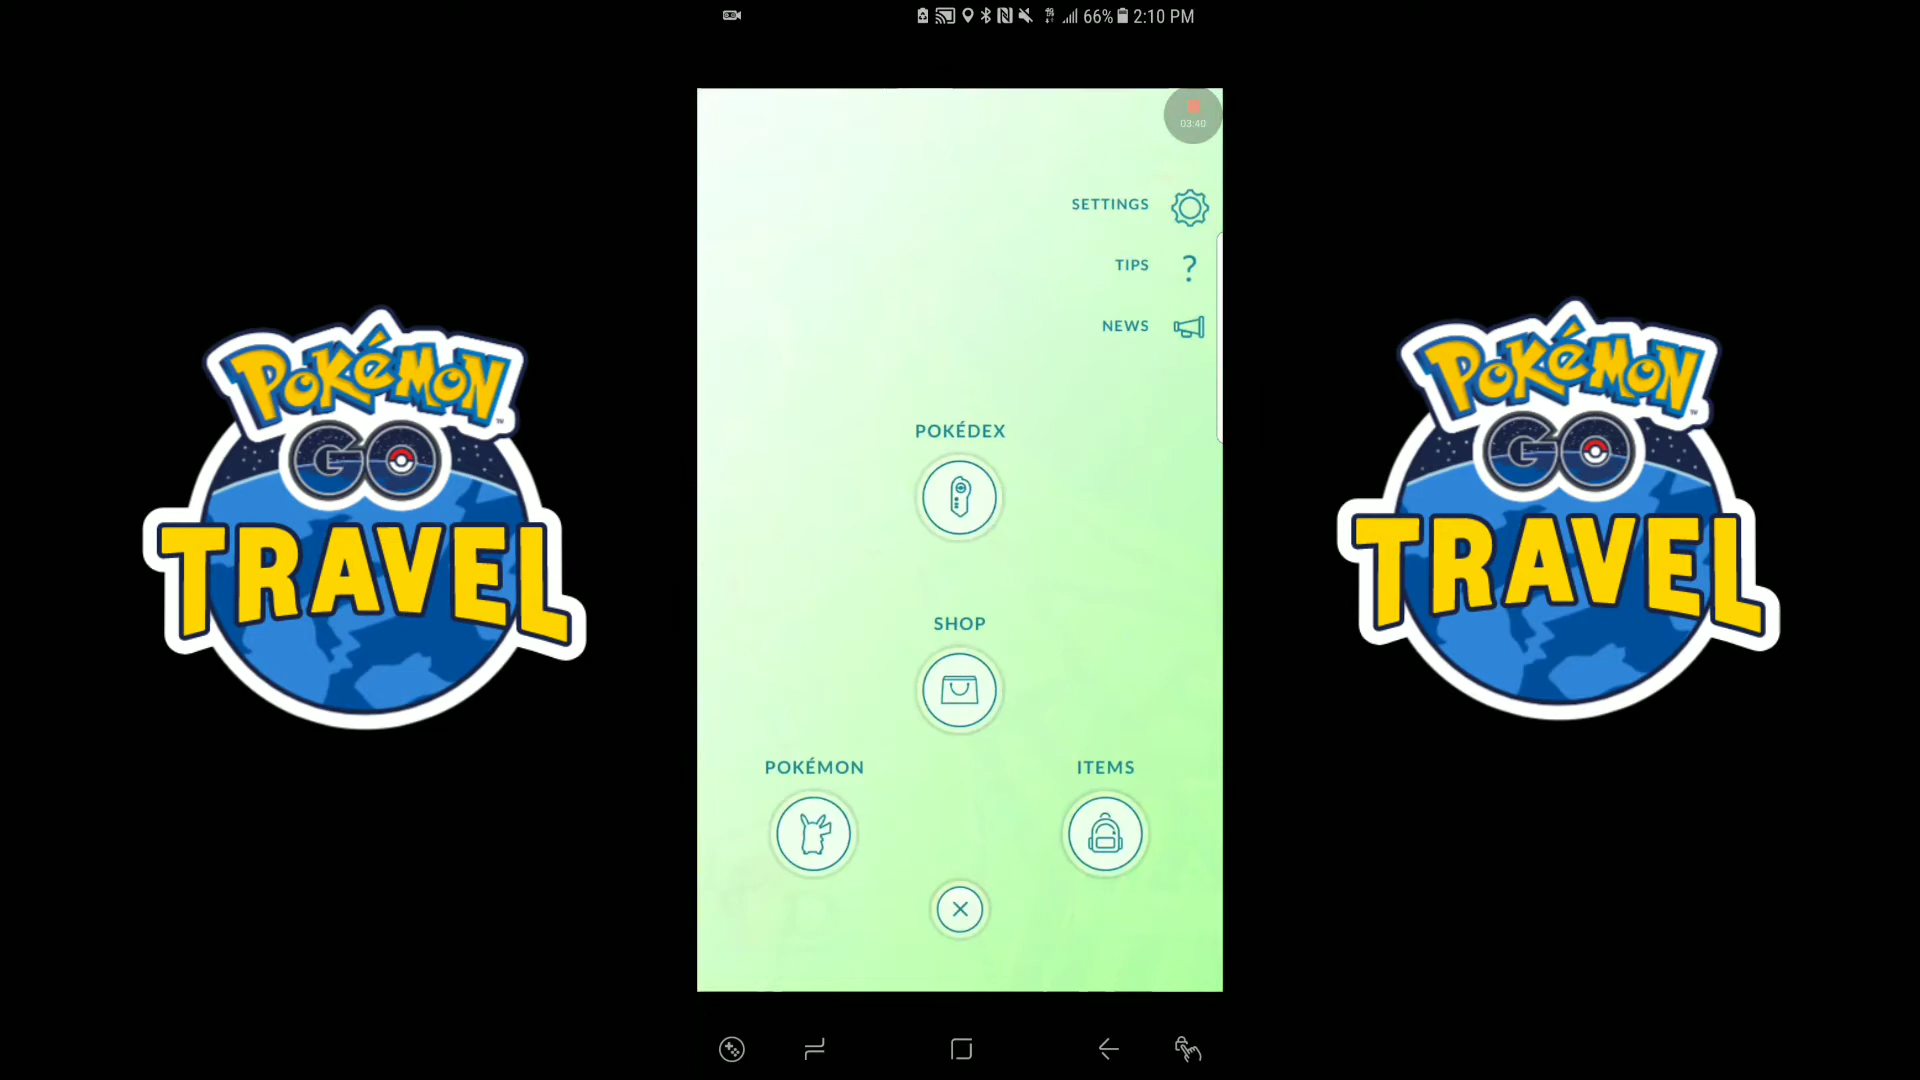 66% 2:10 PM
03:40
SETTINGS
TIPS
?
NEWS
POKÉDEX
SHOP
POKÉMON
ITEMS
POKÉMON
GO
TRAVEL
POKÉMON
GO
TRAVEL